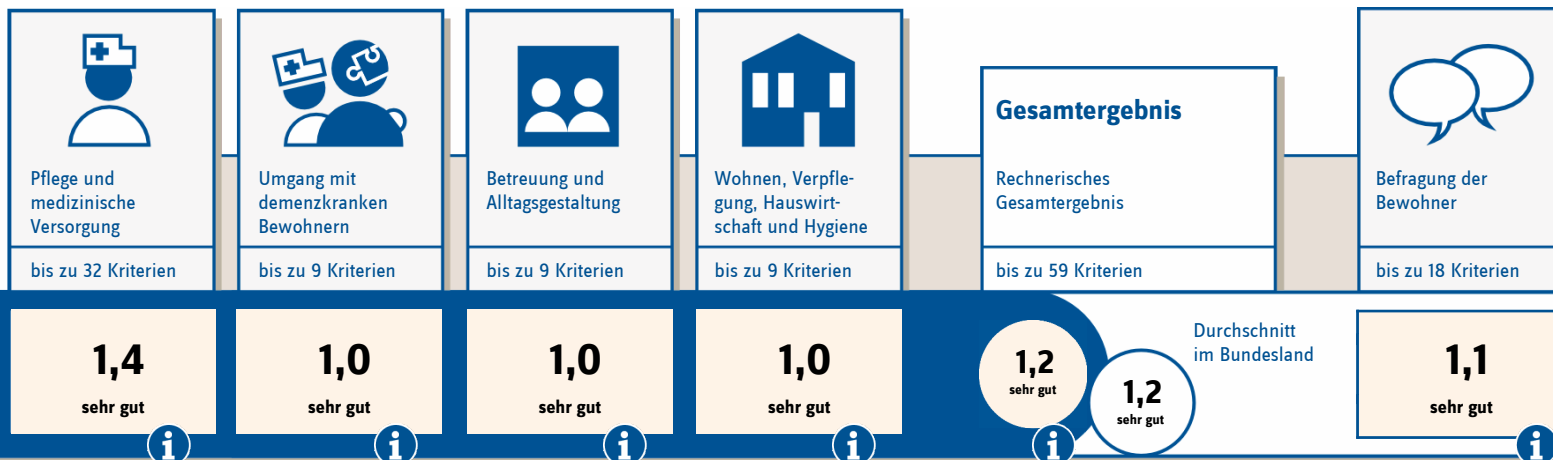 Pflege und
medizinische
Versorgung
bis zu 32 Kriterien
1,4
sehr gut
i
Umgang mit
demenzkranken
Bewohnern
bis zu 9 Kriterien
1,0
sehr gut
i
Betreuung und
Alltagsgestaltung
bis zu 9 Kriterien
1,0
sehr gut
i
Wohnen, Verpfle-
gung, Hauswirt-
schaft und Hygiene
bis zu 9 Kriterien
1,0
sehr gut
i
Gesamtergebnis
Rechnerisches
Gesamtergebnis
bis zu 59 Kriterien
1,2
sehr gut
i
Durchschnitt
im Bundesland
1,2
sehr gut
Befragung der
Bewohner
bis zu 18 Kriterien
1,1
sehr gut
i